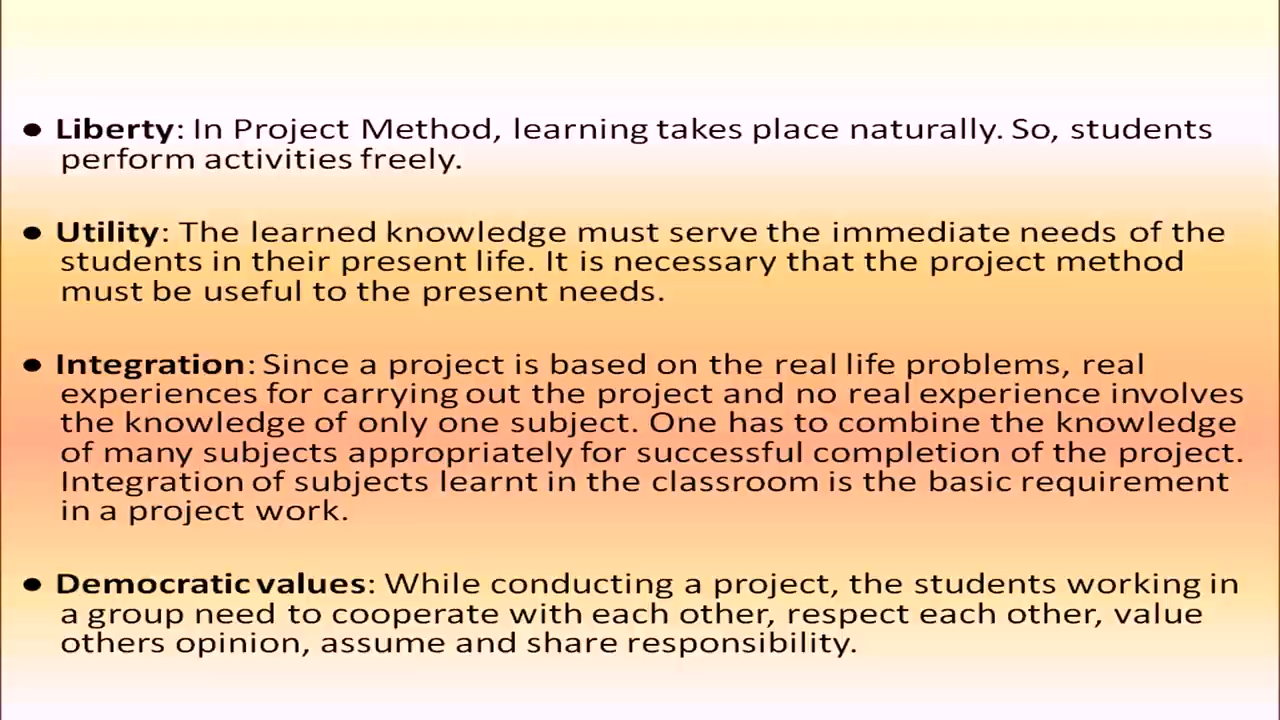 ● Liberty: In Project Method, learning takes place naturally. So, students
perform activities freely.
● Utility: The learned knowledge must serve the immediate needs of the
students in their present life. It is necessary that the project method
must be useful to the present needs.
● Integration: Since a project is based on the real life problems, real
experiences for carrying out the project and no real experience involves
the knowledge of only one subject. One has to combine the knowledge
of many subjects appropriately for successful completion of the project.
Integration of subjects learnt in the classroom is the basic requirement
in a project work.
● Democratic values: While conducting a project, the students working in
a group need to cooperate with each other, respect each other, value
others opinion, assume and share responsibility.